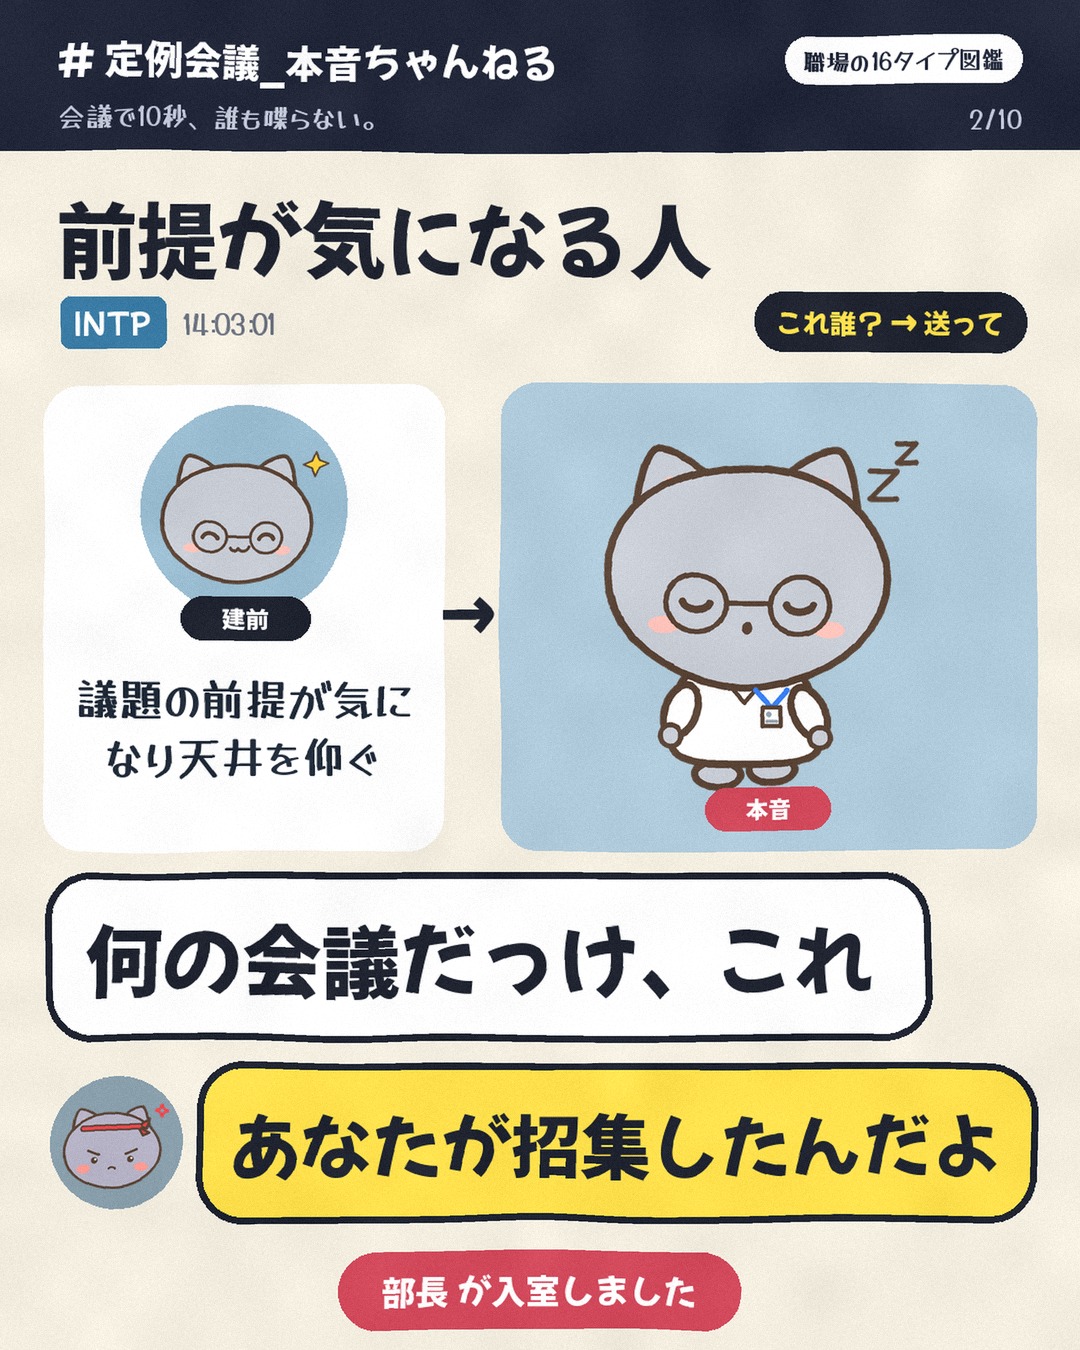 # 定例会議_本音ちゃんねる
職場の16タイプ図鑑
会議で10秒、誰も喋らない。
2/10
前提が気になる人
INTP 14:03:01
これ誰？→送って
Z
Z
建前
議題の前提が気に
なり天井を仰ぐ
本音
何の会議だっけ、これ
あなたが招集したんだよ
部長 が入室しました